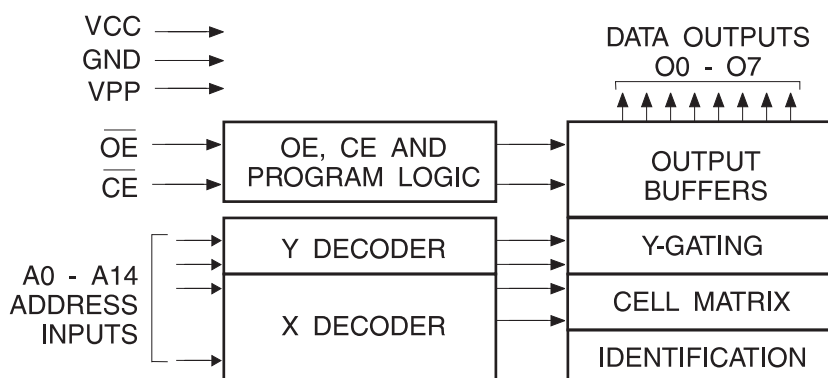 VCC
GND
VPP
OE
CE
A0 - A14
ADDRESS
INPUTS
OE, CE AND
PROGRAM LOGIC
Y DECODER
X DECODER
DATA OUTPUTS
O0 - O7
OUTPUT
BUFFERS
Y-GATING
CELL MATRIX
IDENTIFICATION